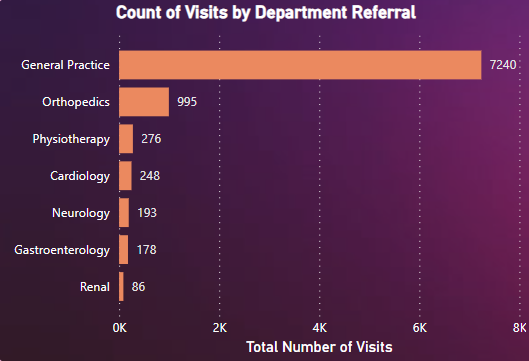 Count of Visits by Department Referral
General Practice 7240
Orthopedics 995
Physiotherapy 276
Cardiology 248
Neurology 193
Gastroenterology 178
Renal 86
0K 2K 4K 6K 8K
Total Number of Visits